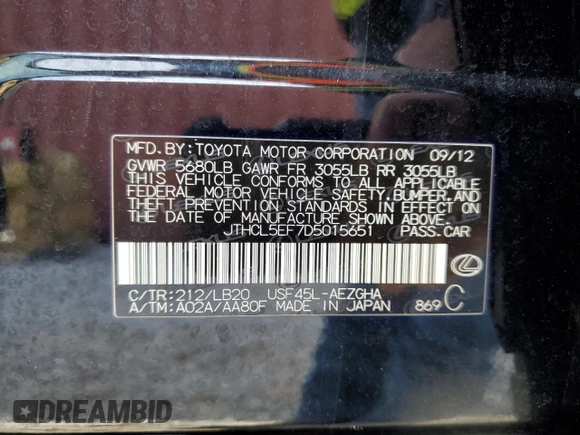 MFD.BY:TOYOTA MOTOR CORPORATION 09/12
GVWR 5680LB GAWR FR 3055LB RR 3055LB
THIS VEHICLE CONFORMS TO ALL APPLICABLE
FEDERAL MOTOR VEHICLE SAFETY,BUMPER,AND
THEFT PREVENTION STANDARDS IN EFFECT ON
THE DATE OF MANUFACTURE SHOWN ABOVE.
JTHCL5EF7D5015651 PASS.CAR
C/TR:212/LB20 USF45L-AEZGHA
A/TM:A02A/AA80F MADE IN JAPAN 869 C
DREAMBID